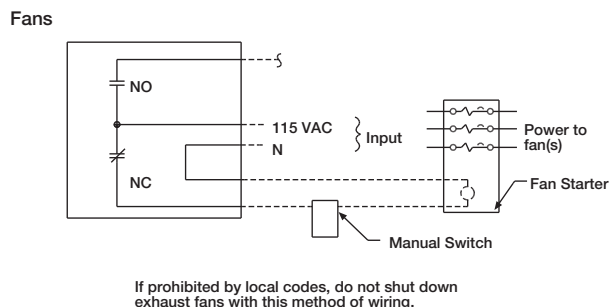 Fans
NO
115 VAC
Input
N
NC
Power to
fan(s)
Fan Starter
Manual Switch
If prohibited by local codes, do not shut down
exhaust fans with this method of wiring.